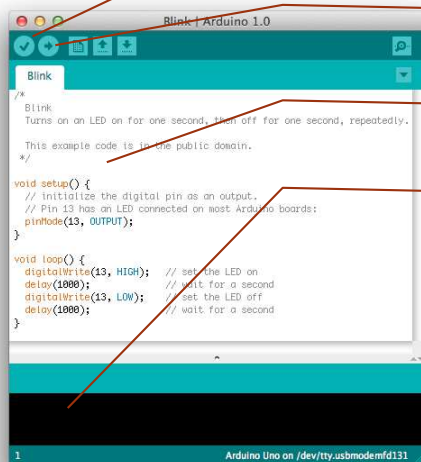 Blink | Arduino 1.0
Blink
/*
  Blink
  Turns on an LED on for one second, then off for one second, repeatedly.

  This example code is in the public domain.
 */

void setup() {
  // initialize the digital pin as an output.
  // Pin 13 has an LED connected on most Arduino boards:
  pinMode(13, OUTPUT);
}

void loop() {
  digitalWrite(13, HIGH);   // set the LED on
  delay(1000);              // wait for a second
  digitalWrite(13, LOW);    // set the LED off
  delay(1000);              // wait for a second
}
1
Arduino Uno on /dev/tty.usbmodemfd131